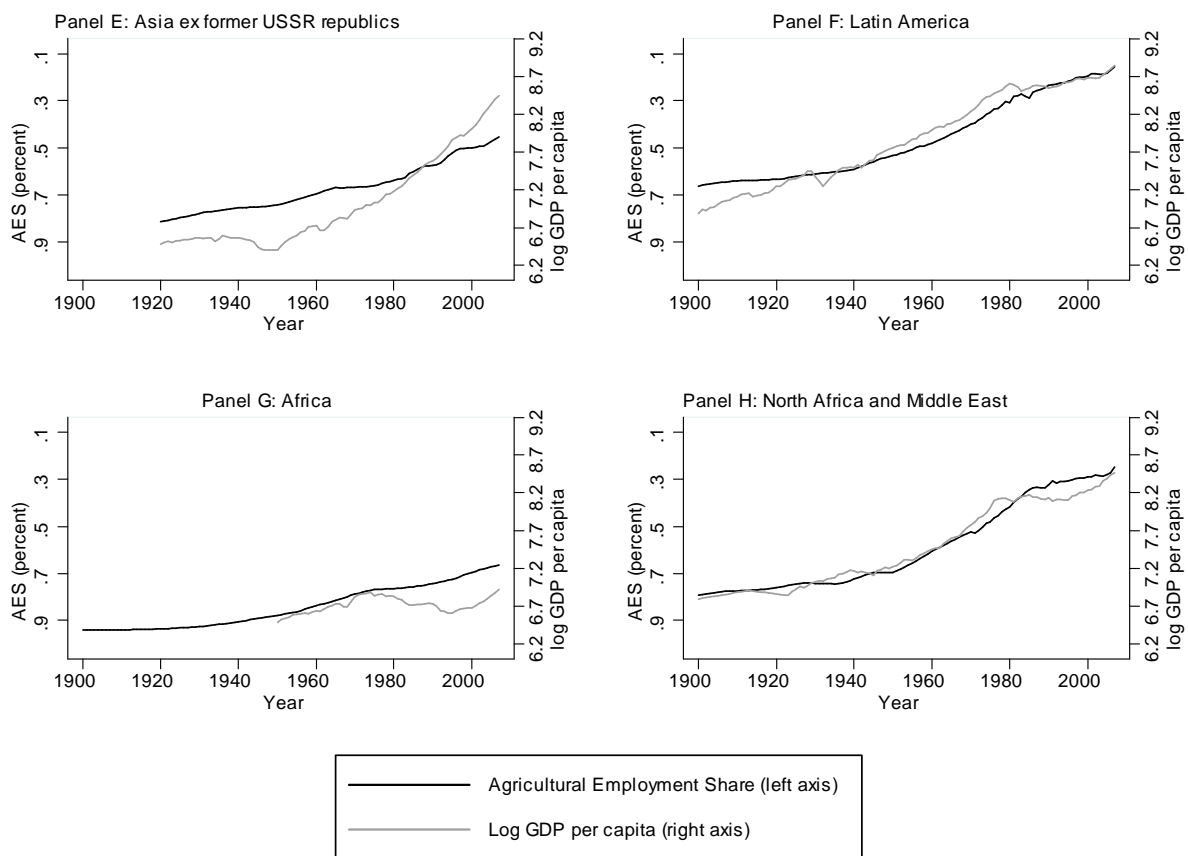 Panel E: Asia ex former USSR republics
AES (percent)
.1
.3
.5
.7
.9
9.2
8.7
8.2
7.7
7.2
6.7
6.2
log GDP per capita
1900 1920 1940 1960 1980 2000
Year
Panel F: Latin America
AES (percent)
.1
.3
.5
.7
.9
9.2
8.7
8.2
7.7
7.2
6.7
6.2
log GDP per capita
1900 1920 1940 1960 1980 2000
Year
Panel G: Africa
AES (percent)
.1
.3
.5
.7
.9
9.2
8.7
8.2
7.7
7.2
6.7
6.2
log GDP per capita
1900 1920 1940 1960 1980 2000
Year
Panel H: North Africa and Middle East
AES (percent)
.1
.3
.5
.7
.9
9.2
8.7
8.2
7.7
7.2
6.7
6.2
log GDP per capita
1900 1920 1940 1960 1980 2000
Year
Agricultural Employment Share (left axis)
Log GDP per capita (right axis)